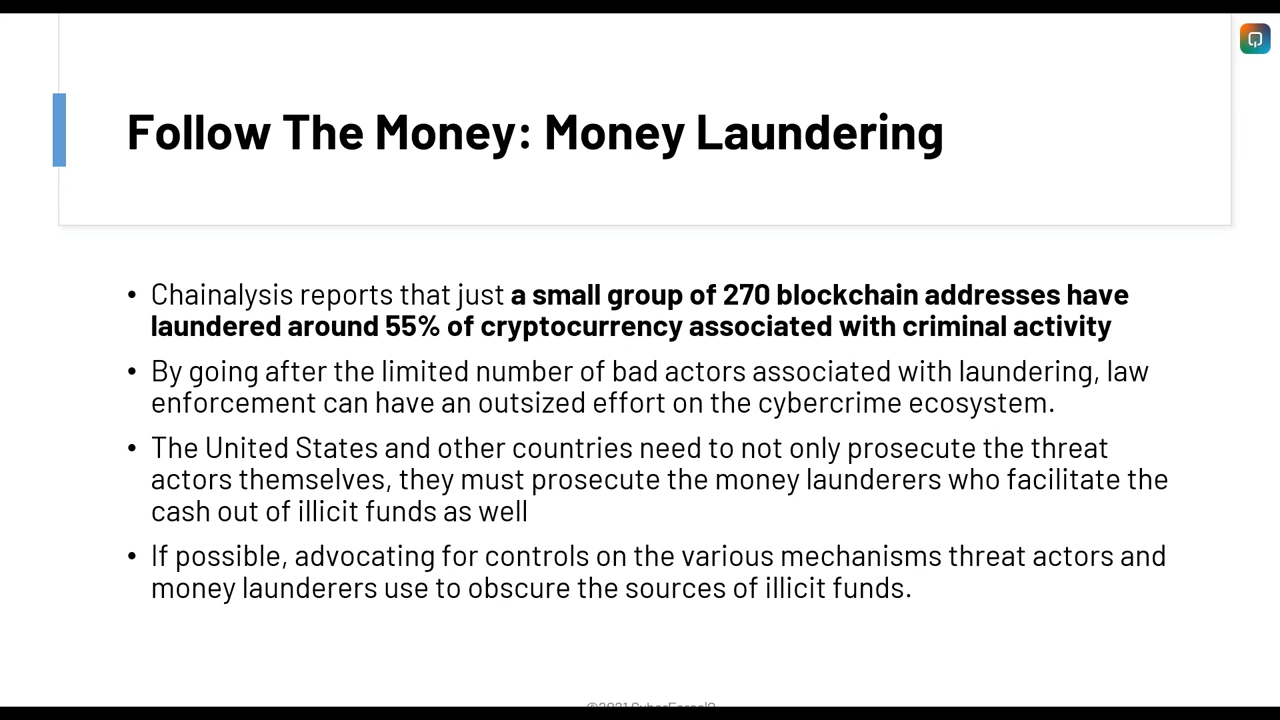 Follow The Money: Money Laundering
• Chainalysis reports that just a small group of 270 blockchain addresses have
laundered around 55% of cryptocurrency associated with criminal activity
• By going after the limited number of bad actors associated with laundering, law
enforcement can have an outsized effort on the cybercrime ecosystem.
• The United States and other countries need to not only prosecute the threat
actors themselves, they must prosecute the money launderers who facilitate the
cash out of illicit funds as well
• If possible, advocating for controls on the various mechanisms threat actors and
money launderers use to obscure the sources of illicit funds.
©2021